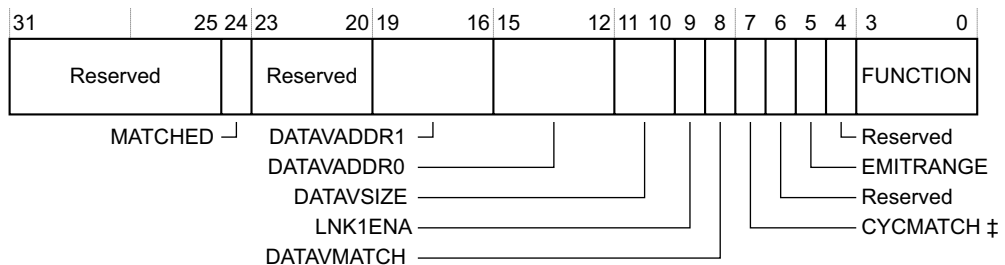 31 25 24 23 20 19 16 15 12 11 10 9 8 7 6 5 4 3 0
Reserved Reserved FUNCTION
MATCHED DATAVADDR1 Reserved
DATAVADDR0 EMITRANGE
DATAVSIZE Reserved
LNK1ENA CYCMATCH ‡
DATAVMATCH